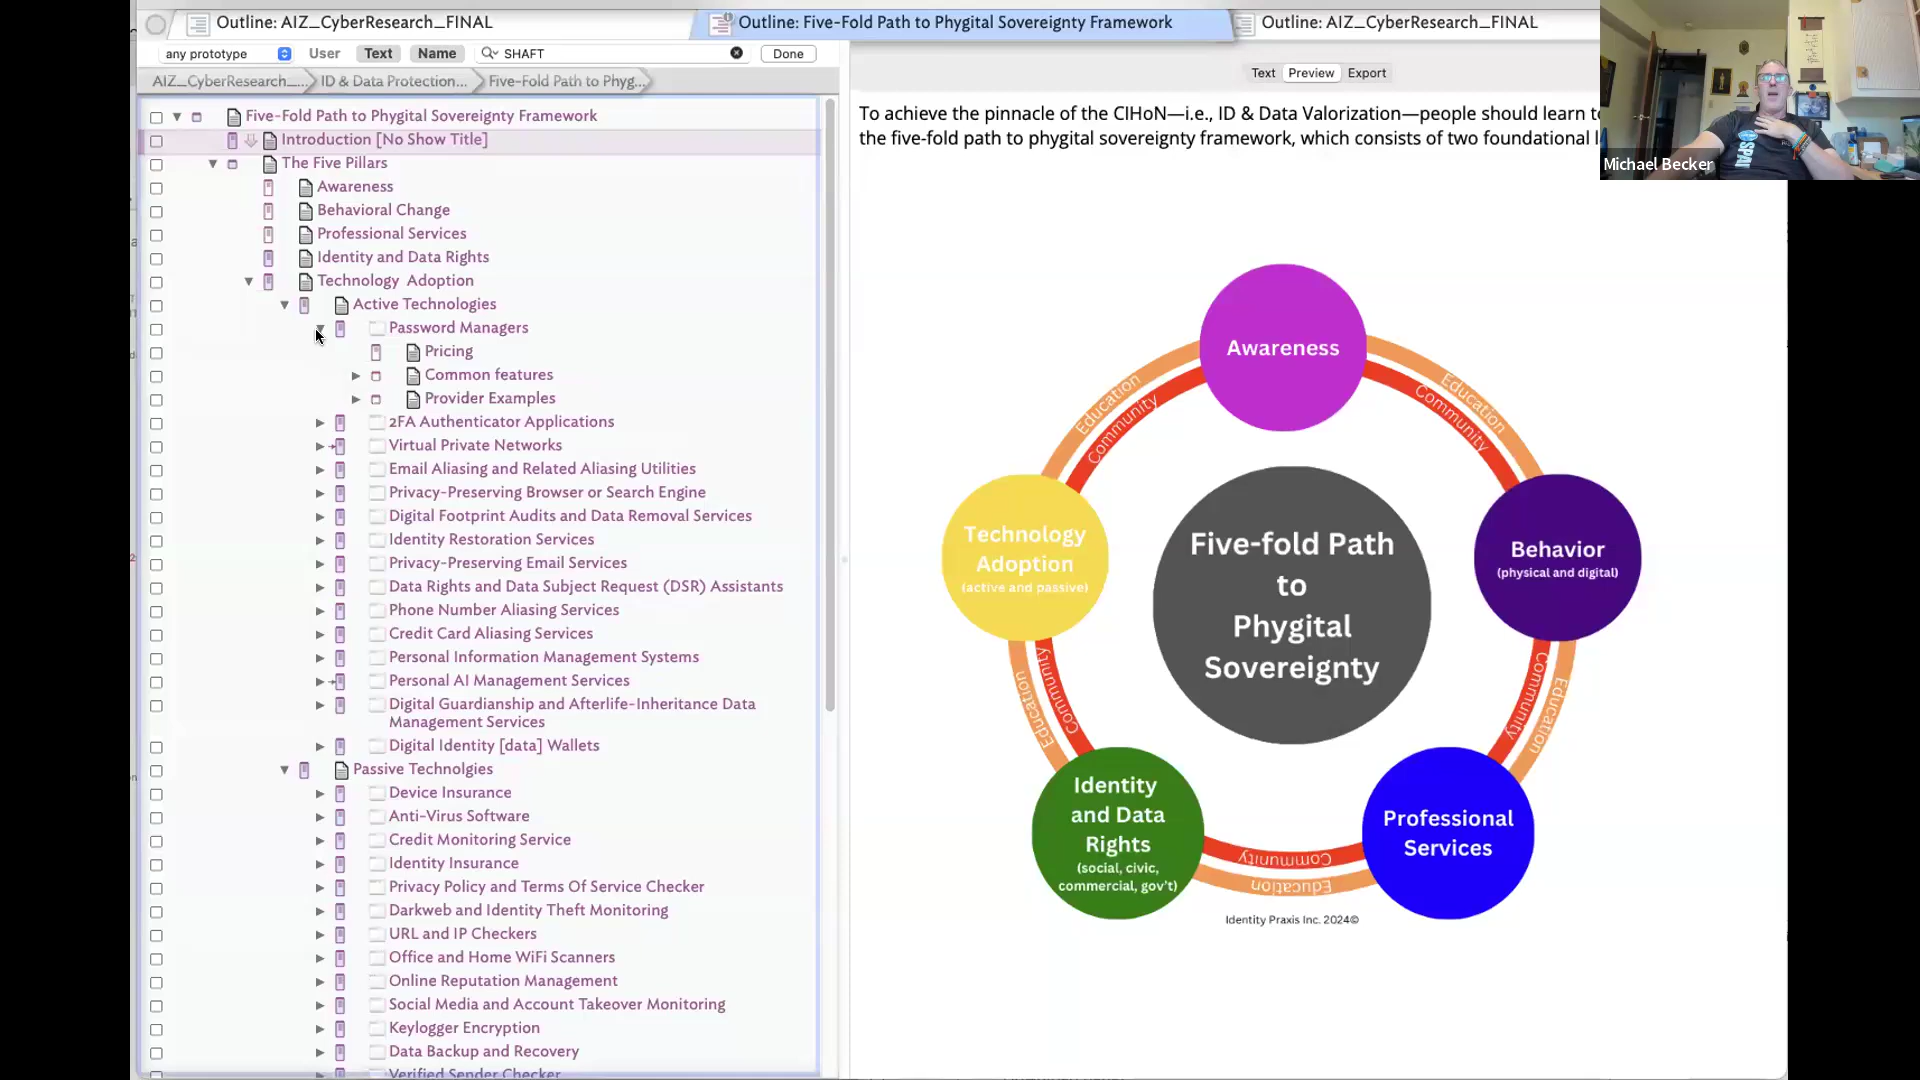 Outline: AIZ_CyberResearch_FINAL
Outline: Five-Fold Path to Phygital Sovereignty Framework
Outline: AIZ_CyberResearch_FINAL
any prototype
User
Text
Name
SHAFT
Done
AIZ_CyberResearch_...
ID & Data Protection...
Five-Fold Path to Phyg...
Five-Fold Path to Phygital Sovereignty Framework
Introduction [No Show Title]
The Five Pillars
Awareness
Behavioral Change
Professional Services
Identity and Data Rights
Technology Adoption
Active Technologies
Password Managers
Pricing
Common features
Provider Examples
2FA Authenticator Applications
Virtual Private Networks
Email Aliasing and Related Aliasing Utilities
Privacy-Preserving Browser or Search Engine
Digital Footprint Audits and Data Removal Services
Identity Restoration Services
Privacy-Preserving Email Services
Data Rights and Data Subject Request (DSR) Assistants
Phone Number Aliasing Services
Credit Card Aliasing Services
Personal Information Management Systems
Personal AI Management Services
Digital Guardianship and Afterlife-Inheritance Data
Management Services
Digital Identity [data] Wallets
Passive Technolgies
Device Insurance
Anti-Virus Software
Credit Monitoring Service
Identity Insurance
Privacy Policy and Terms Of Service Checker
Darkweb and Identity Theft Monitoring
URL and IP Checkers
Office and Home WiFi Scanners
Online Reputation Management
Social Media and Account Takeover Monitoring
Keylogger Encryption
Data Backup and Recovery
Verified Sender Checker
Text
Preview
Export
To achieve the pinnacle of the CIHoN—i.e., ID & Data Valorization—people should learn to
the five-fold path to phygital sovereignty framework, which consists of two foundational
Awareness
Education
Community
Education
Community
Technology
Adoption
(active and passive)
Five-fold Path
to
Phygital
Sovereignty
Behavior
(physical and digital)
Education
Community
Community
Education
Identity
and Data
Rights
(social, civic,
commercial, gov't)
Professional
Services
Community
Education
Identity Praxis Inc. 2024©
Michael Becker